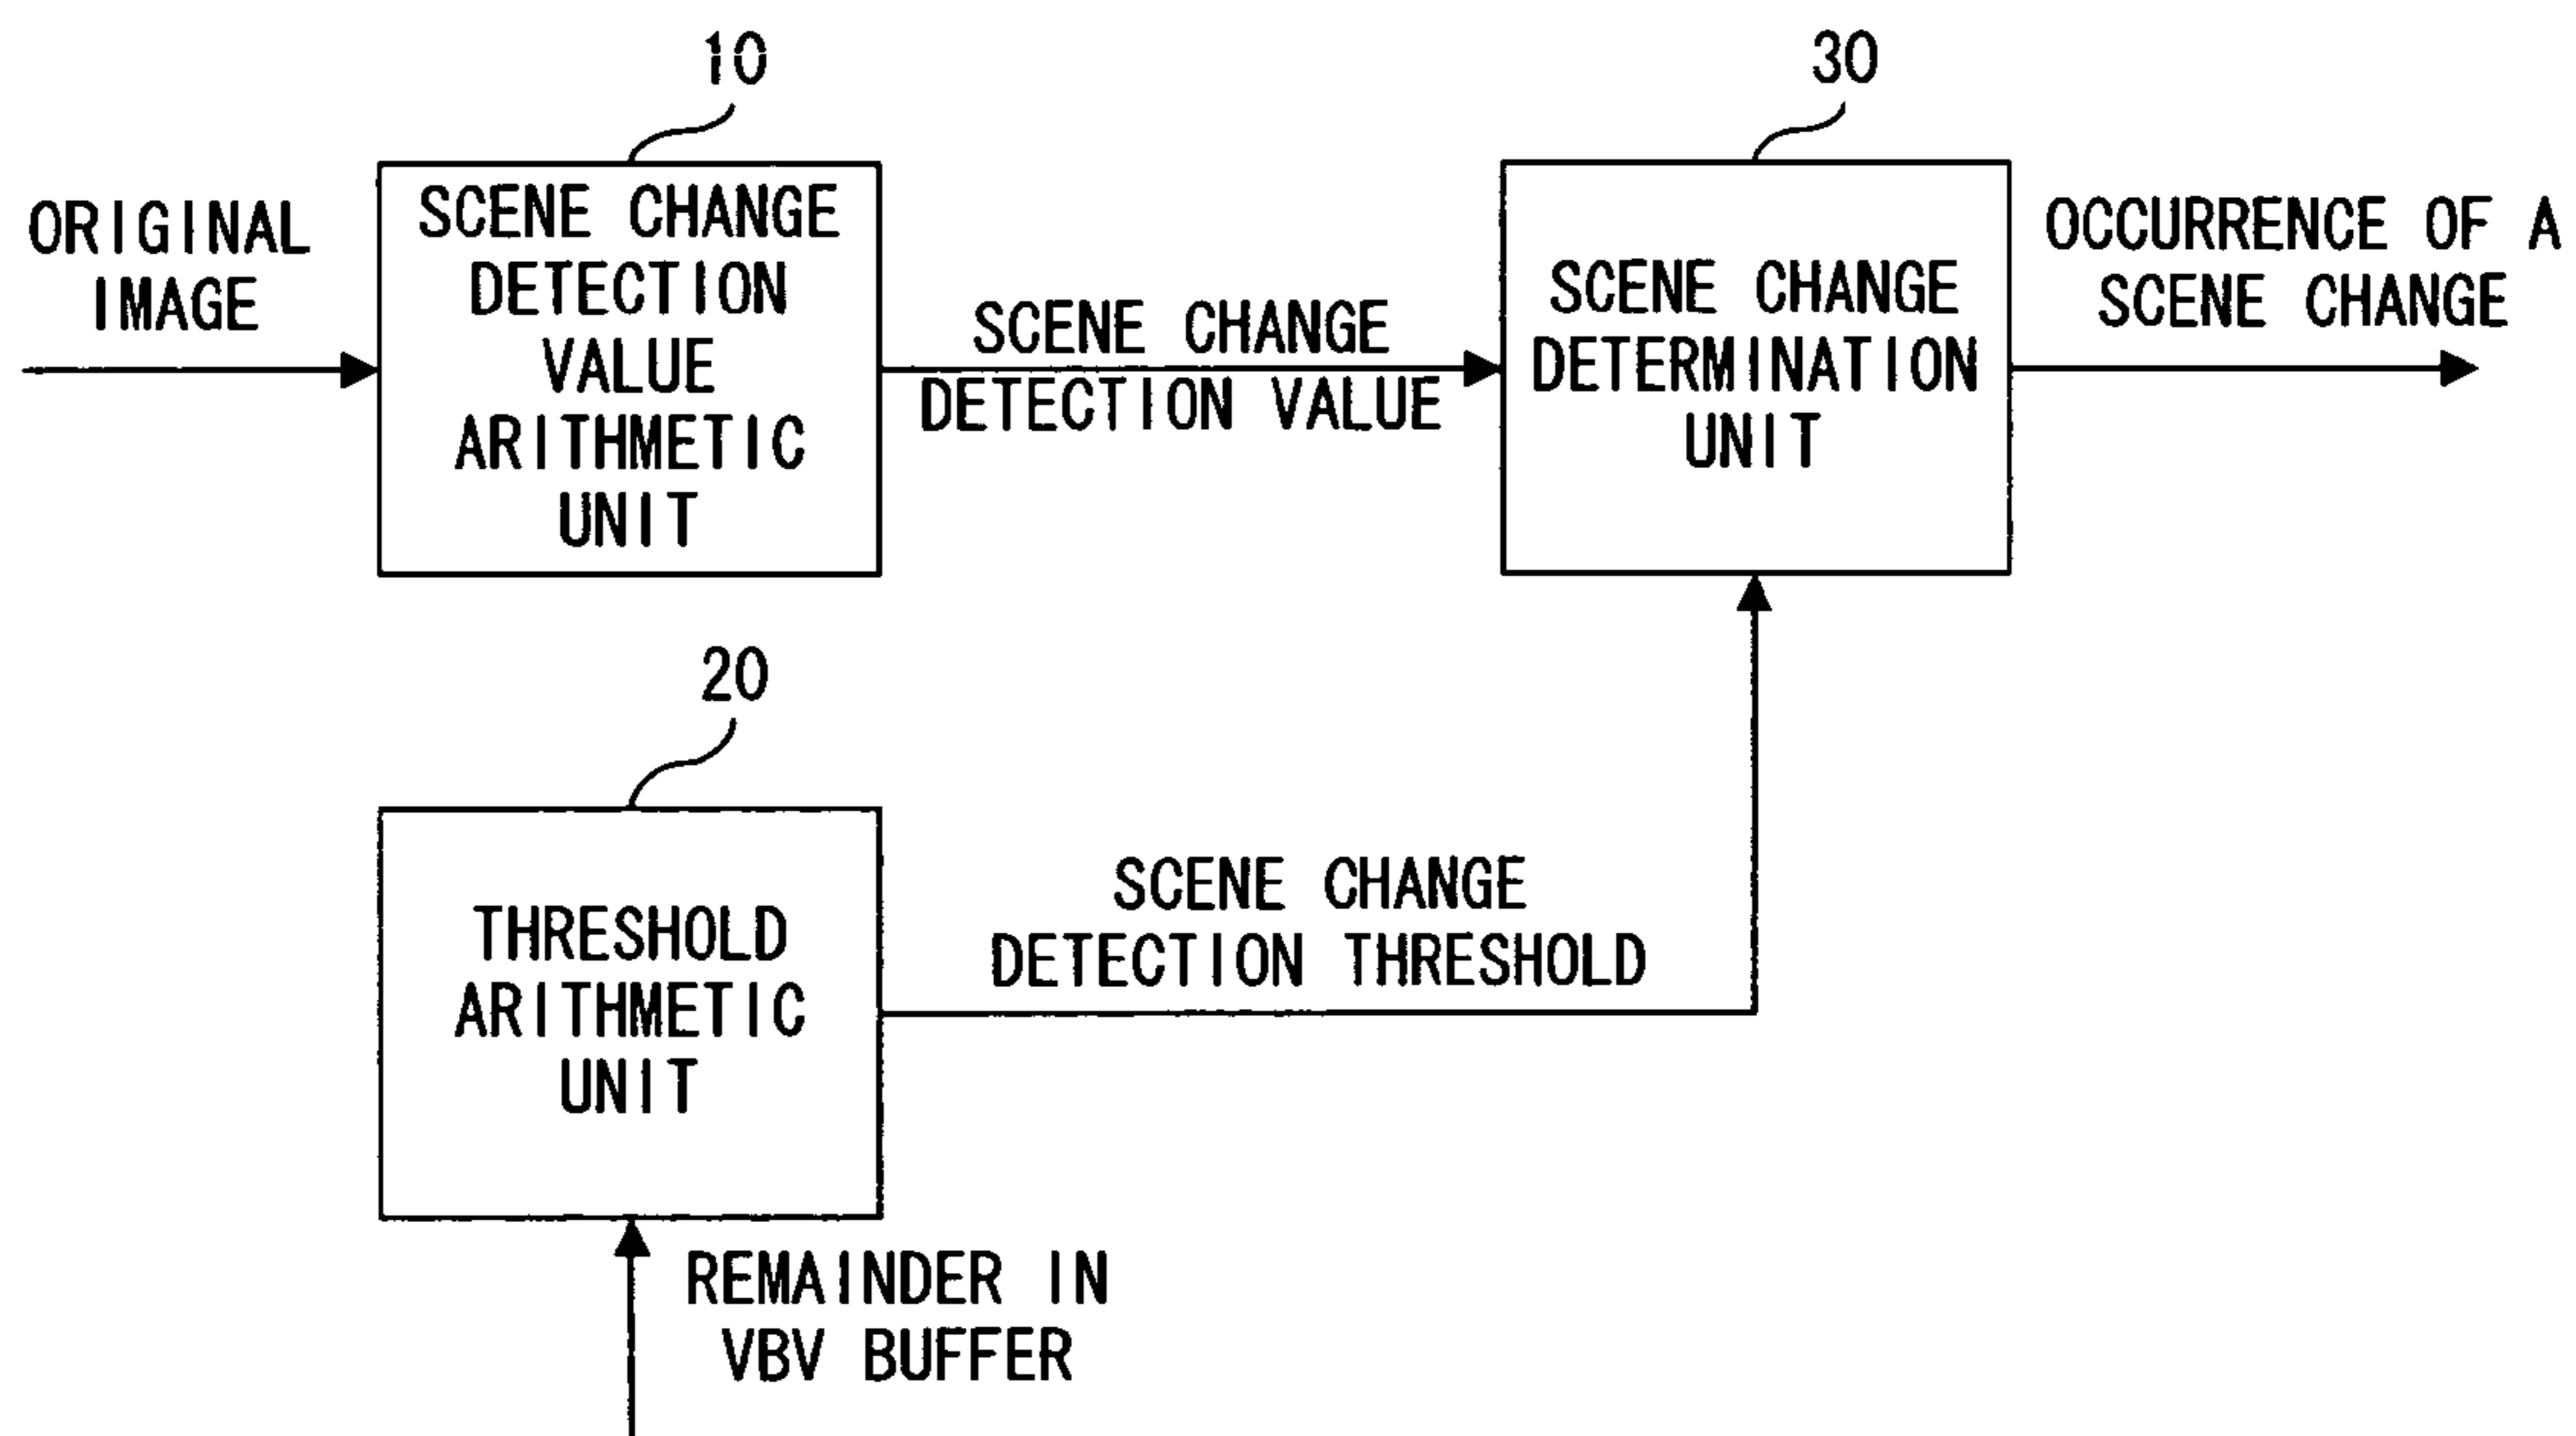 10
30
ORIGINAL
IMAGE
SCENE CHANGE
DETECTION
VALUE
ARITHMETIC
UNIT
SCENE CHANGE
DETECTION VALUE
SCENE CHANGE
DETERMINATION
UNIT
OCCURRENCE OF A
SCENE CHANGE
20
THRESHOLD
ARITHMETIC
UNIT
SCENE CHANGE
DETECTION THRESHOLD
REMAINDER IN
VBV BUFFER